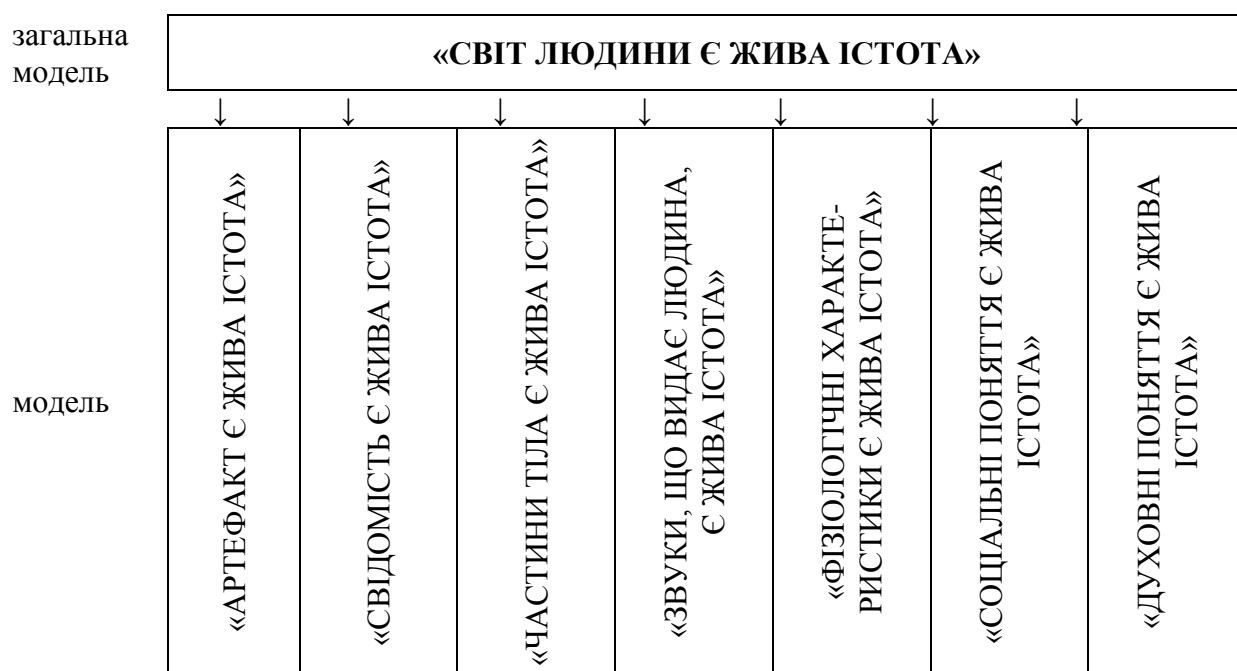 загальна
модель
«СВІТ ЛЮДИНИ Є ЖИВА ІСТОТА»
↓ ↓ ↓ ↓ ↓ ↓ ↓
модель
«АРТЕФАКТ Є ЖИВА ІСТОТА»
«СВІДОМІСТЬ Є ЖИВА ІСТОТА»
«ЧАСТИНИ ТІЛА Є ЖИВА ІСТОТА»
«ЗВУКИ, ЩО ВИДАЄ ЛЮДИНА,
Є ЖИВА ІСТОТА»
«ФІЗІОЛОГІЧНІ ХАРАКТЕ-
РИСТИКИ Є ЖИВА ІСТОТА»
«СОЦІАЛЬНІ ПОНЯТТЯ Є ЖИВА
ІСТОТА»
«ДУХОВНІ ПОНЯТТЯ Є ЖИВА
ІСТОТА»